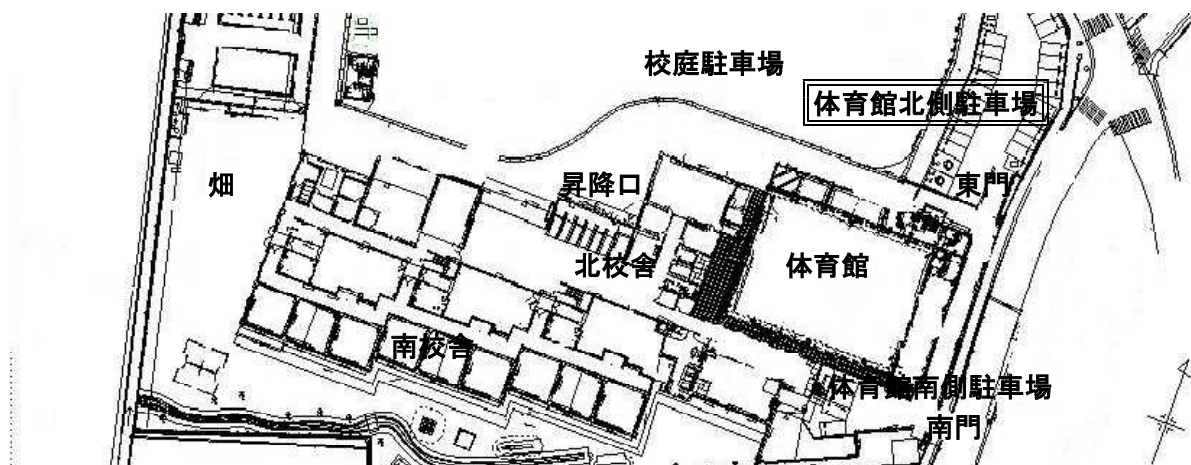 校庭駐車場
体育館北側駐車場
畑
昇降口
東門
北校舎
体育館
南校舎
体育館南側駐車場
南門